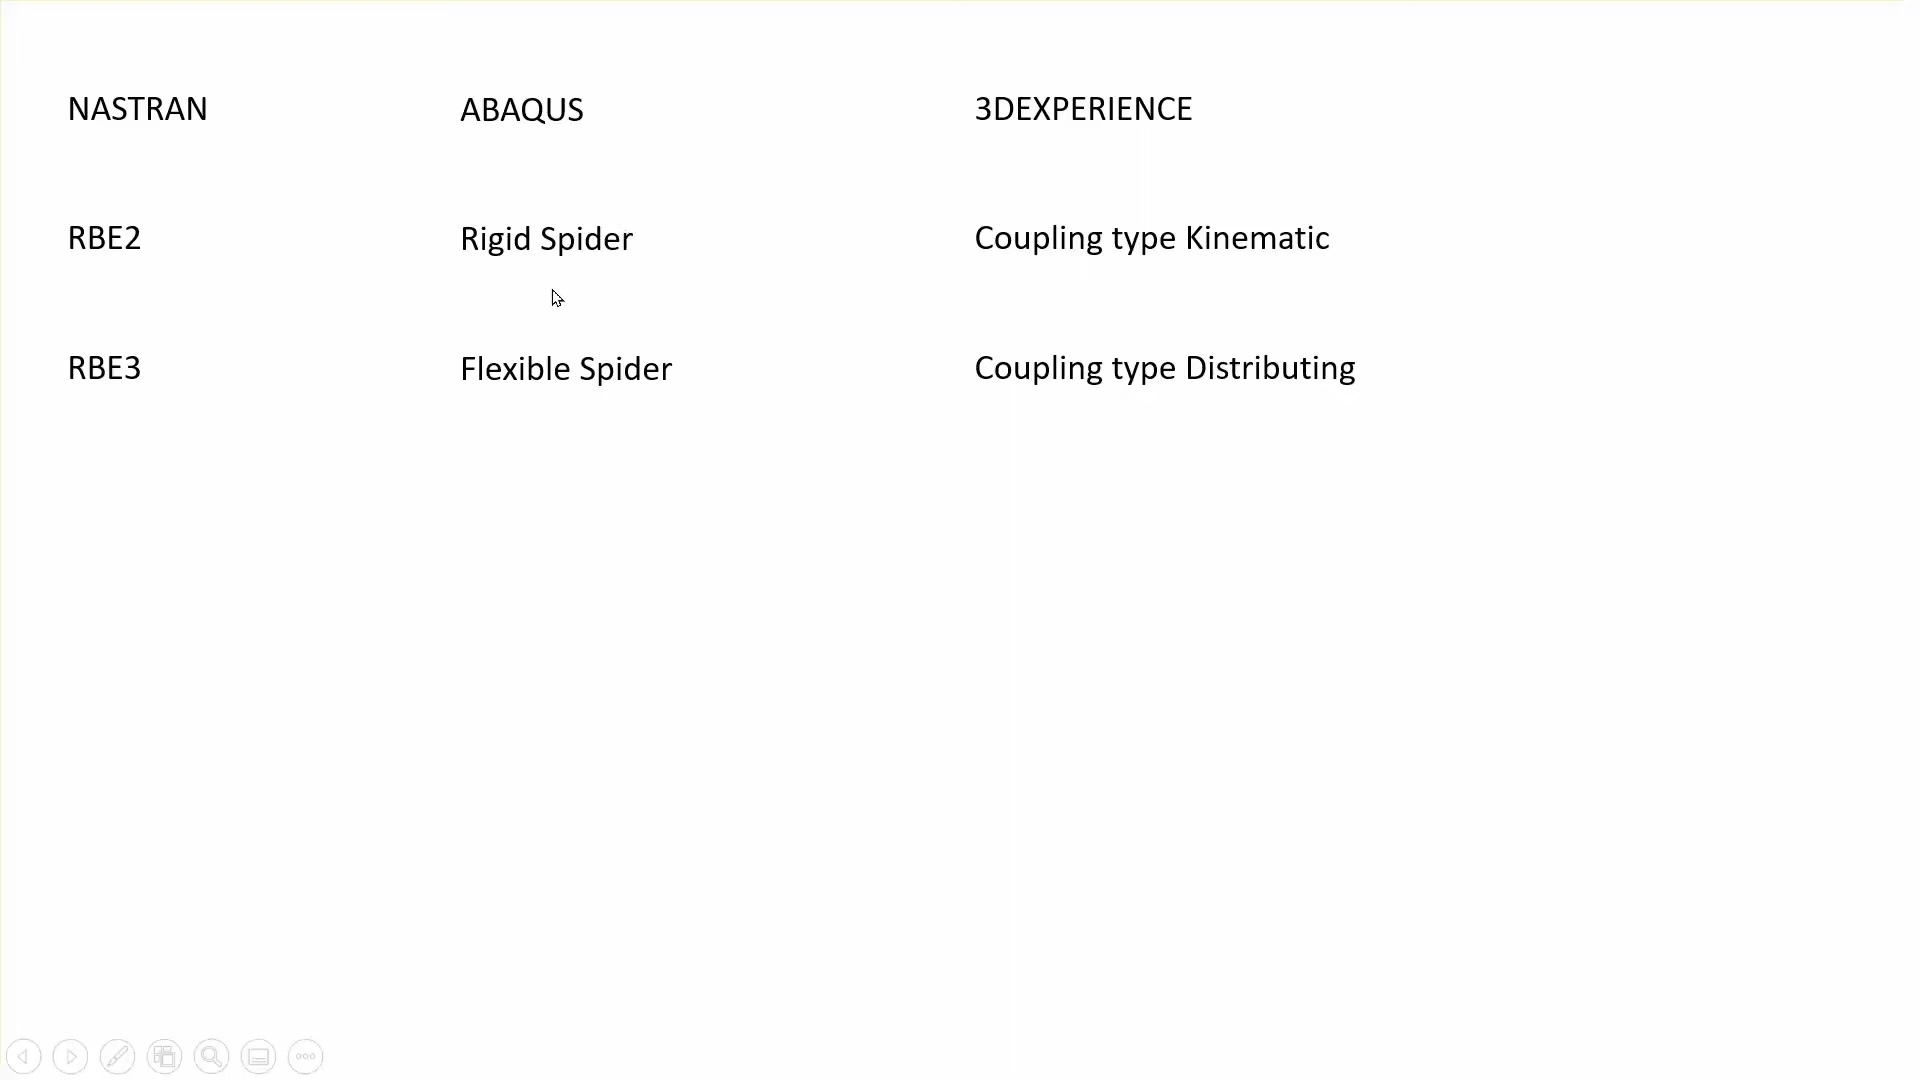 NASTRAN ABAQUS 3DEXPERIENCE
RBE2 Rigid Spider Coupling type Kinematic
RBE3 Flexible Spider Coupling type Distributing